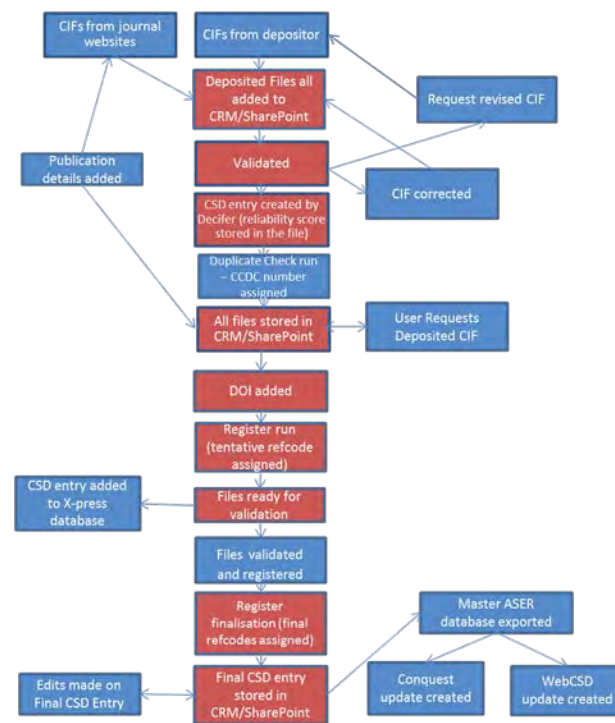 CIFs from journal
websites
CIFs from depositor
Deposited Files all
added to
CRM/SharePoint
Request revised CIF
Validated
Publication
details added
CIF corrected
CSD entry created by
Decifer (reliability score
stored in the file)
Duplicate Check run
– CCDC number
assigned
All files stored in
CRM/SharePoint
User Requests
Deposited CIF
DOI added
Register run
(tentative refcode
assigned)
CSD entry added
to X-press
database
Files ready for
validation
Files validated
and registered
Register
finalisation (final
refcodes assigned)
Master ASER
database exported
Edits made on
Final CSD Entry
Final CSD entry
stored in
CRM/SharePoint
Conquest
update created
WebCSD
update created